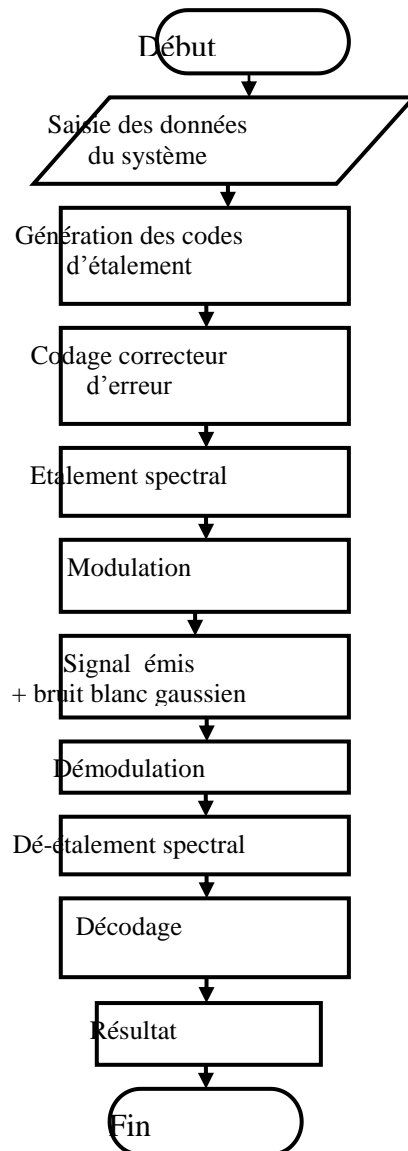 Début
Saisie des données
du système
Génération des codes
d’étalement
Codage correcteur
d’erreur
Etalement spectral
Modulation
Signal émis
+ bruit blanc gaussien
Démodulation
Dé-étalement spectral
Décodage
Résultat
Fin